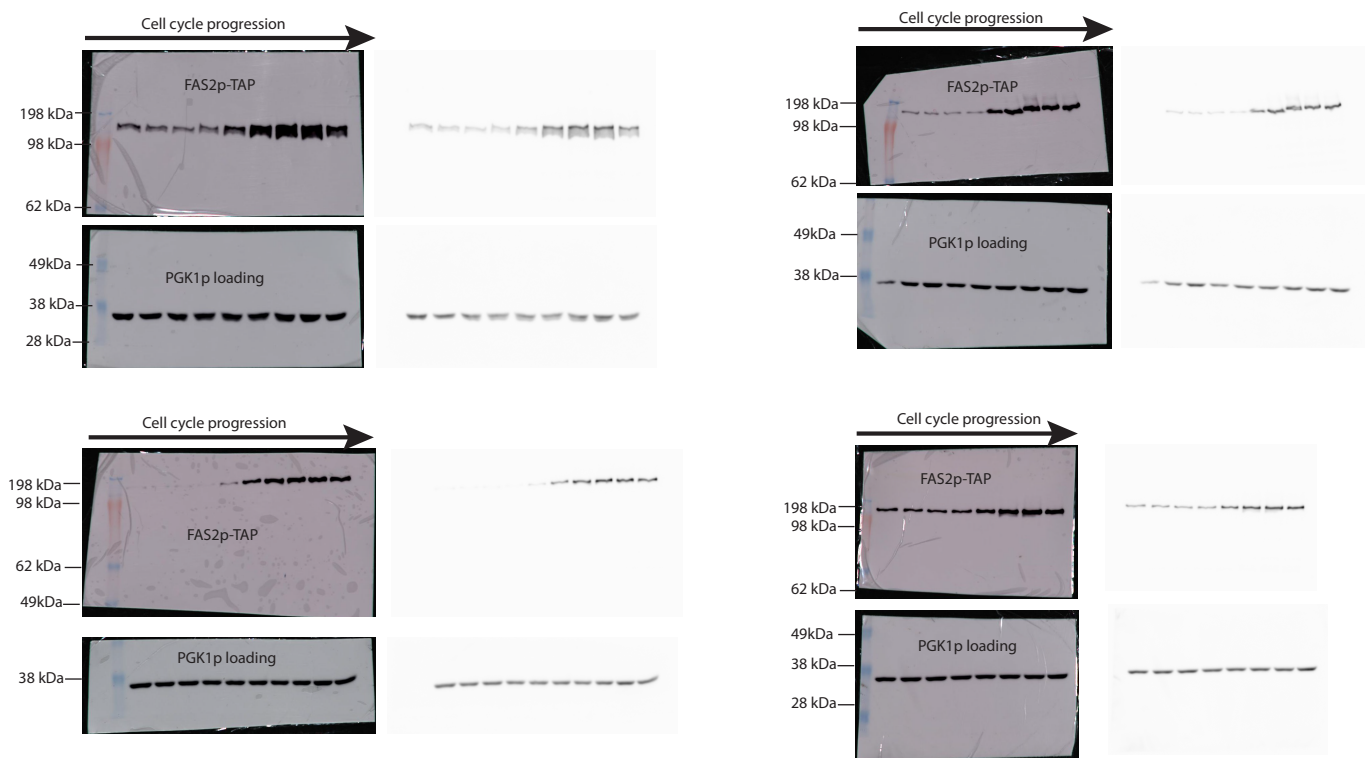 Cell cycle progression
FAS2p-TAP
198 kDa
98 kDa
62 kDa
49kDa
PGK1p loading
38 kDa
28 kDa
Cell cycle progression
FAS2p-TAP
198 kDa
98 kDa
62 kDa
49kDa
PGK1p loading
38 kDa
Cell cycle progression
198 kDa
98 kDa
FAS2p-TAP
62 kDa
49kDa
PGK1p loading
38 kDa
Cell cycle progression
FAS2p-TAP
198 kDa
98 kDa
62 kDa
49kDa
PGK1p loading
38 kDa
28 kDa